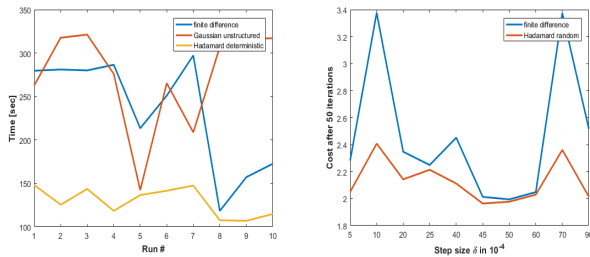 350
300
250
200
150
100
Time [sec]
1 2 3 4 5 6 7 8 9 10
Run #
finite difference
Gaussian unstructured
Hadamard deterministic
3.4
3.2
3
2.8
2.6
2.4
2.2
2
1.8
Cost after 50 iterations
5 10 20 25 40 45 50 60 70 90
Step size δ in 10⁻⁴
finite difference
Hadamard random